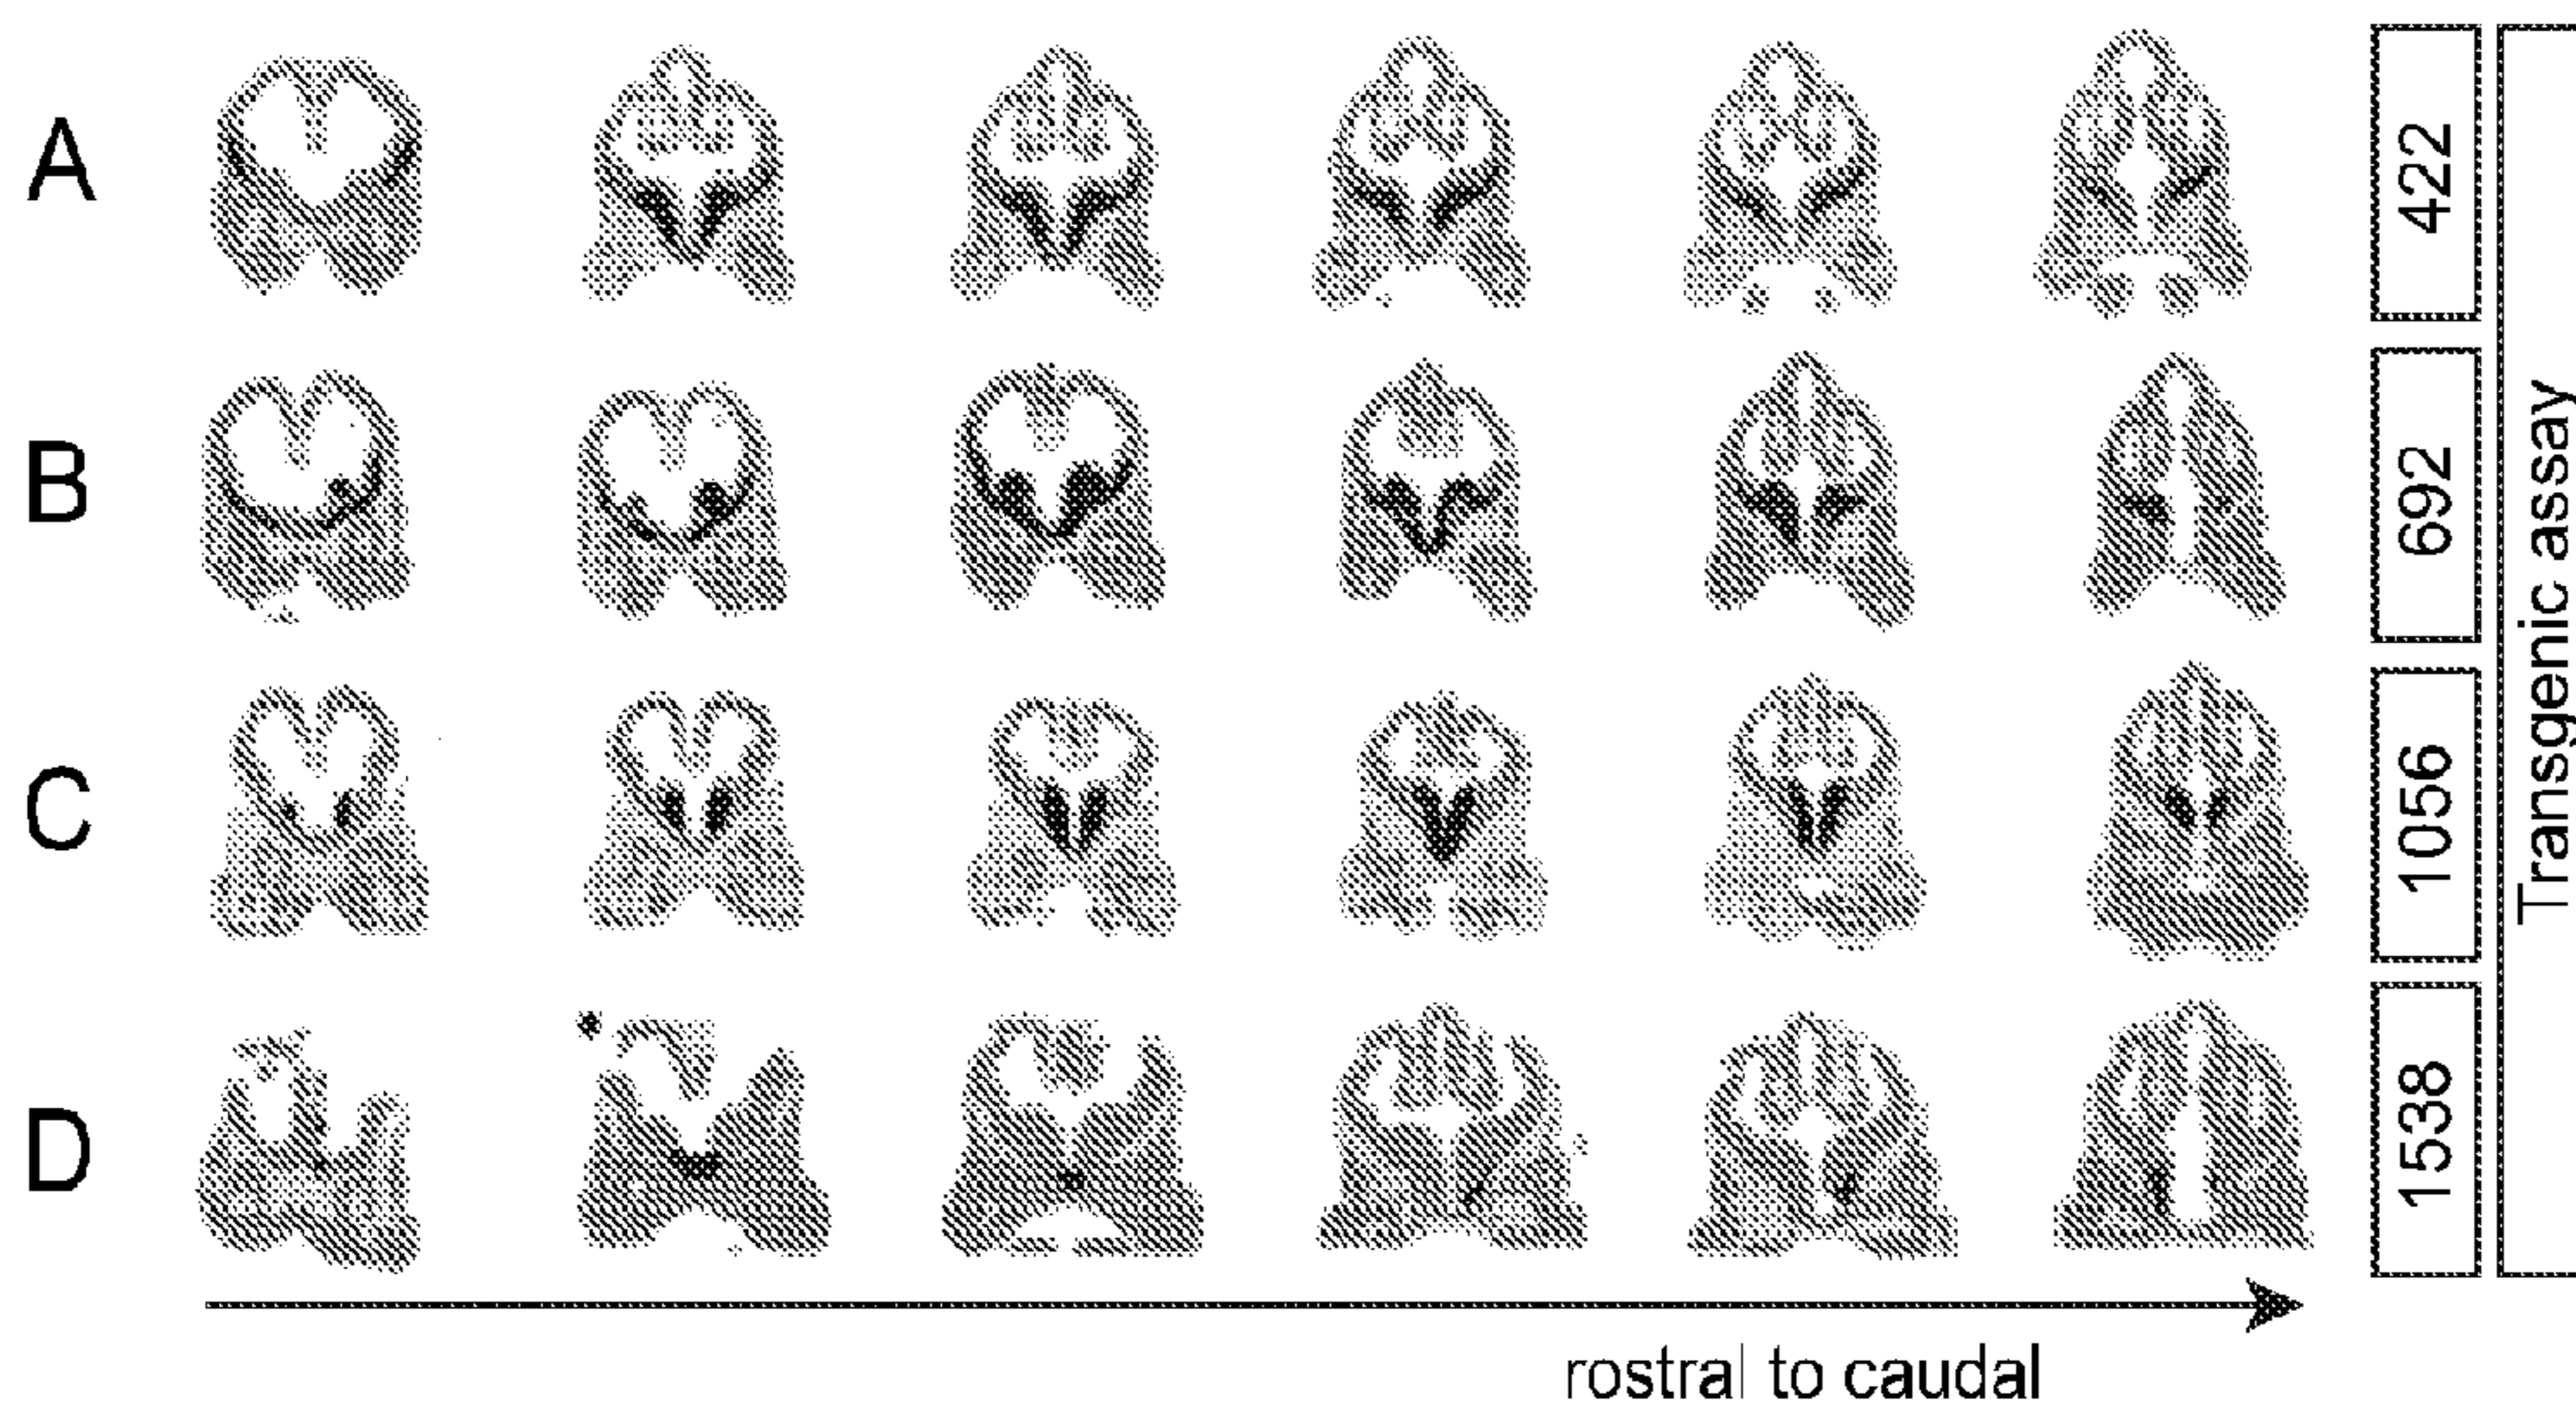 A
422
B
692
C
1056
D
*
1538
Transgenic assay
rostral to caudal